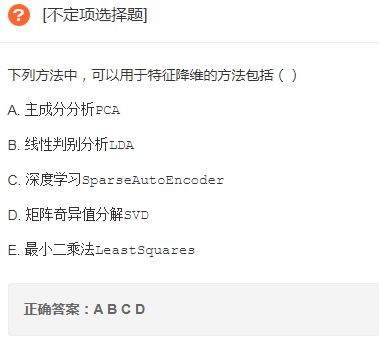 [不定项选择题]
下列方法中，可以用于特征降维的方法包括（ ）
A. 主成分分析PCA
B. 线性判别分析LDA
C. 深度学习SparseAutoEncoder
D. 矩阵奇异值分解SVD
E. 最小二乘法LeastSquares
正确答案：A B C D